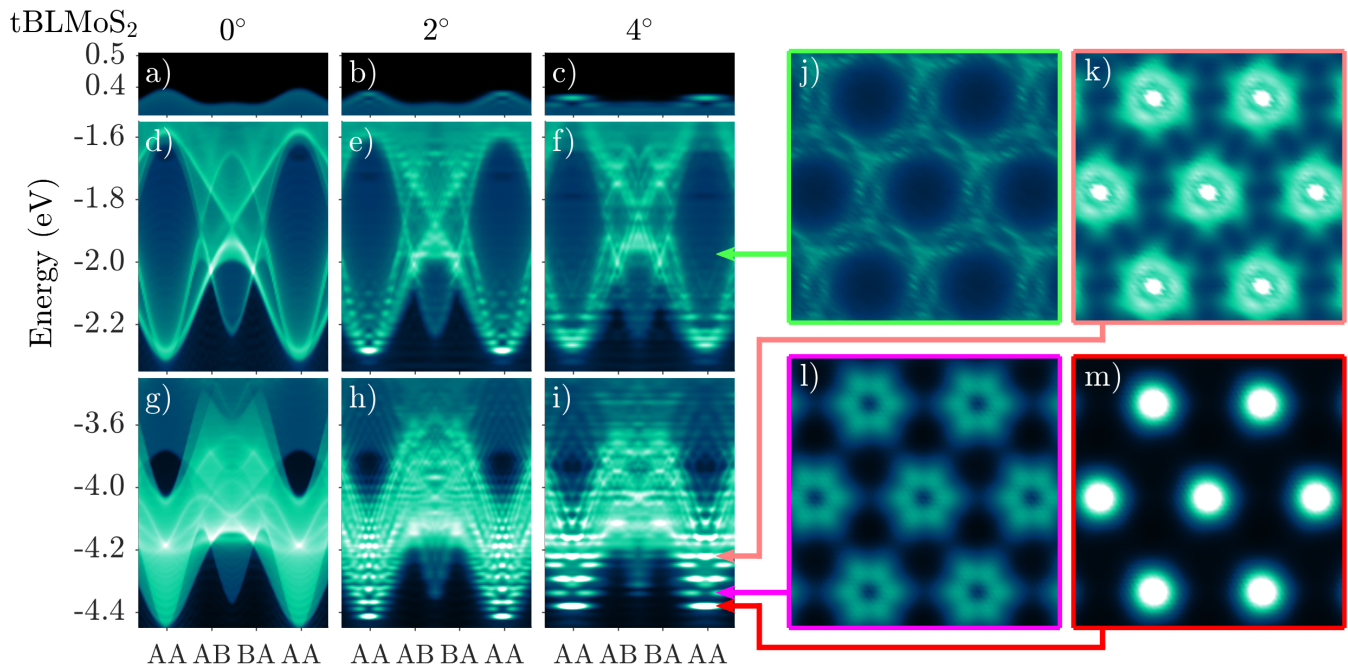 tBLMoS₂ 0° 2° 4°
0.5
0.4
a) b) c) j) k)
-1.6
-1.8
-2.0
-2.2
Energy (eV)
d) e) f)
-3.6
-4.0
-4.2
-4.4
g) h) i) l) m)
AA AB BA AA AA AB BA AA AA AB BA AA